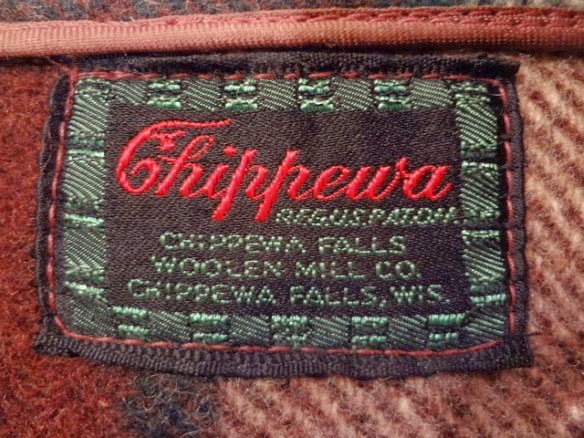 Chippewa
REG.U.S.PAT.OFF.
CHIPPEWA FALLS
WOOLEN MILL CO.
CHIPPEWA FALLS, WIS.